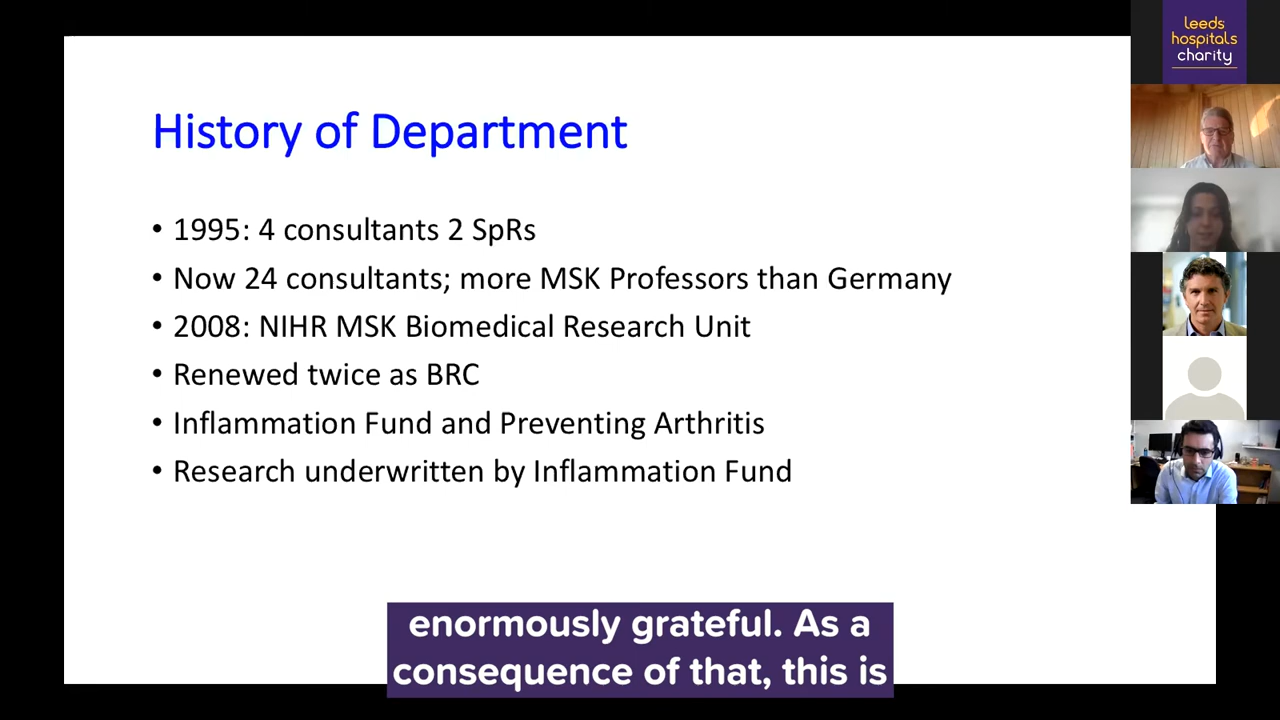 History of Department
• 1995: 4 consultants 2 SpRs
• Now 24 consultants; more MSK Professors than Germany
• 2008: NIHR MSK Biomedical Research Unit
• Renewed twice as BRC
• Inflammation Fund and Preventing Arthritis
• Research underwritten by Inflammation Fund
enormously grateful. As a
consequence of that, this is
leeds
hospitals
charity